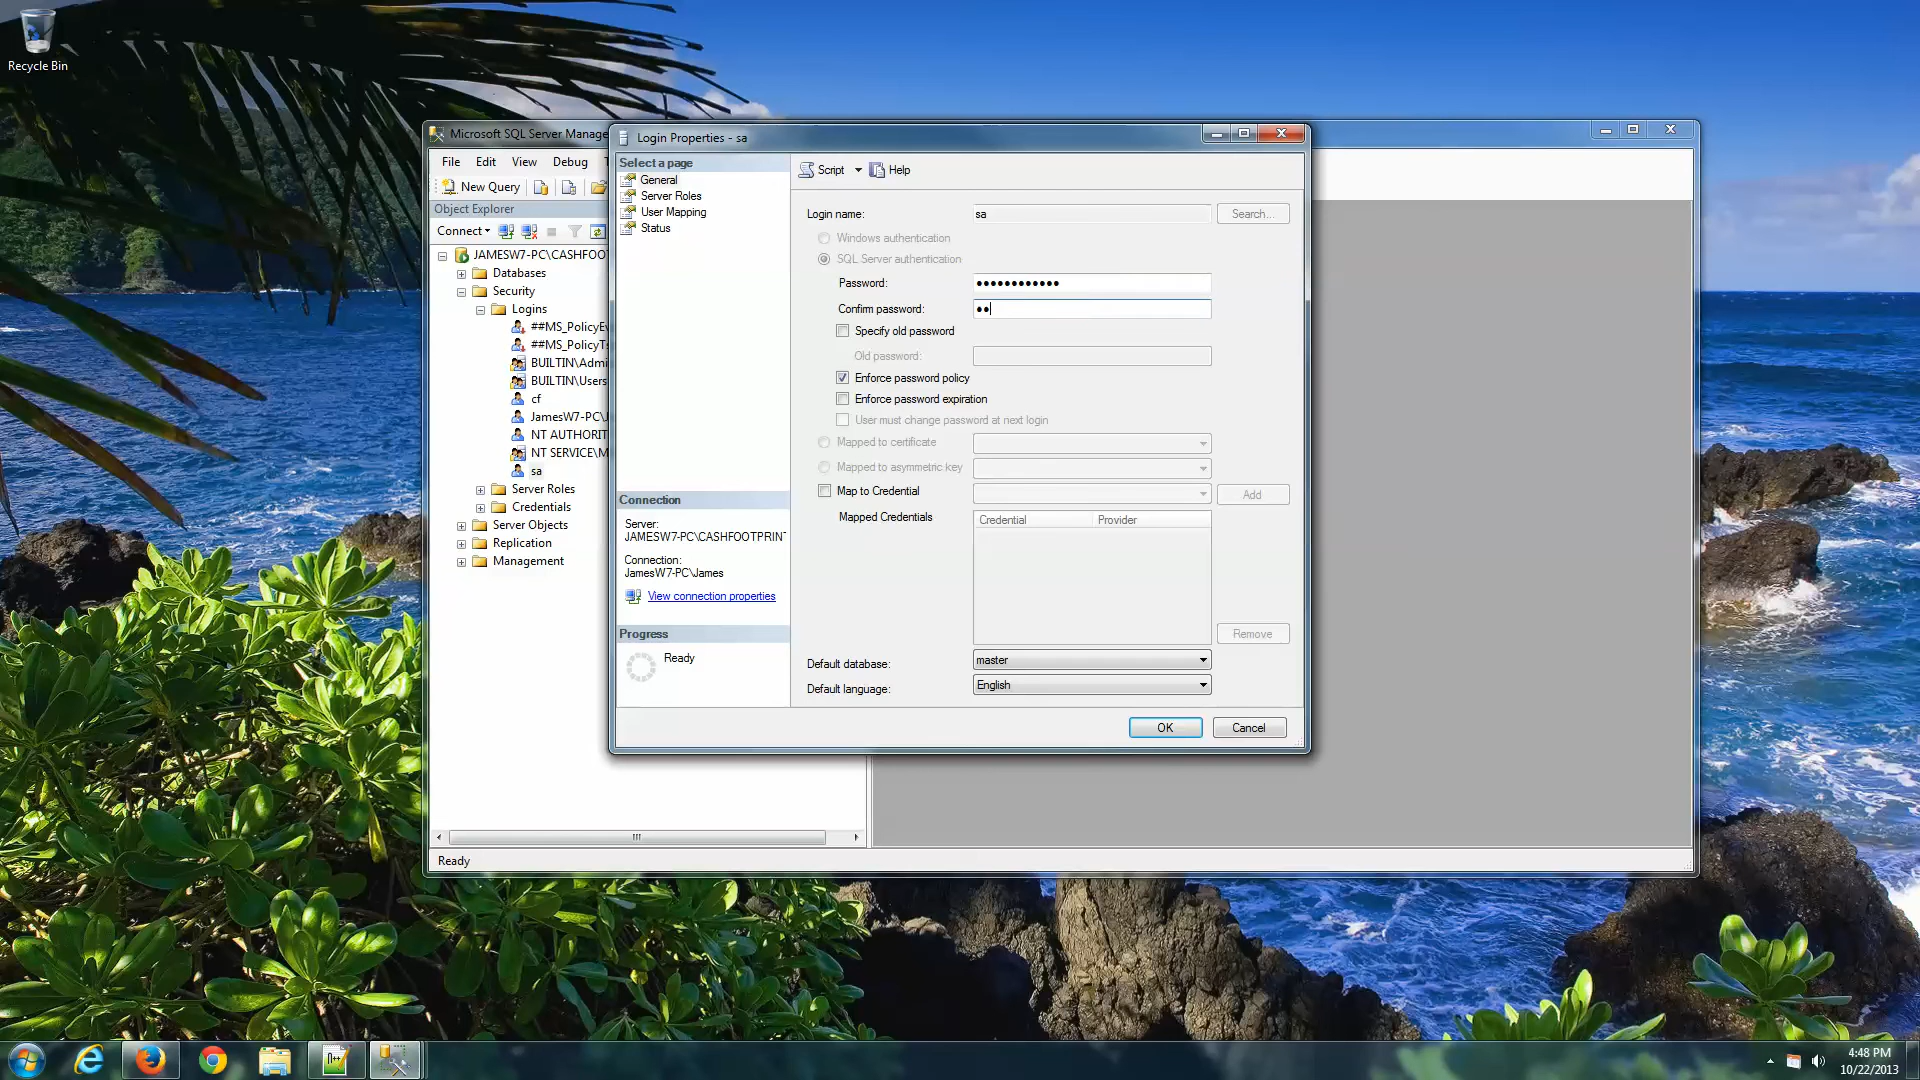 Recycle Bin
Microsoft SQL Server Manage
File Edit View Debug
New Query
Object Explorer
Connect
JAMESW7-PC\CASHFOOT
Databases
Security
Logins
##MS_PolicyE
##MS_PolicyTs
BUILTIN\Admi
BUILTIN\Users
cf
JamesW7-PC\J
NT AUTHORIT
NT SERVICE\M
sa
Server Roles
Credentials
Server Objects
Replication
Management
Ready
Login Properties - sa
Select a page
General
Server Roles
User Mapping
Status
Connection
Server:
JAMESW7-PC\CASHFOOTPRINT
Connection:
JamesW7-PC\James
View connection properties
Progress
Ready
Script Help
Login name: sa Search...
Windows authentication
SQL Server authentication
Password: ●●●●●●●●●●●●
Confirm password: ●●
Specify old password
Old password:
Enforce password policy
Enforce password expiration
User must change password at next login
Mapped to certificate
Mapped to asymmetric key
Map to Credential Add
Mapped Credentials Credential Provider
Remove
Default database: master
Default language: English
OK Cancel
4:48 PM
10/22/2013